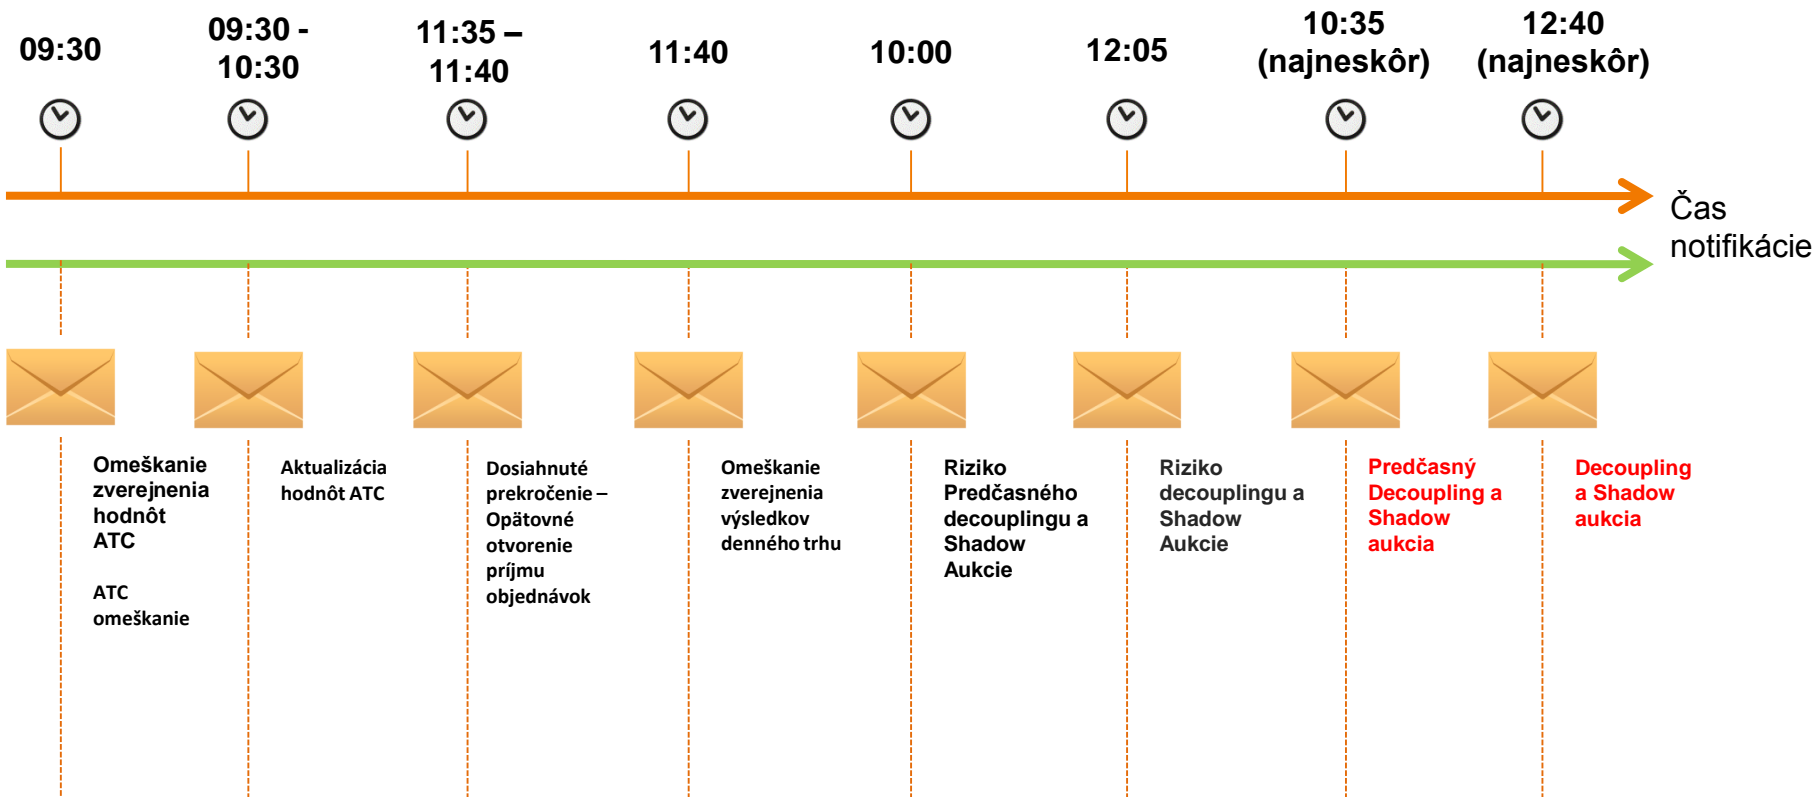 09:30
09:30 -
10:30
11:35 –
11:40
11:40
10:00
12:05
10:35
(najneskôr)
12:40
(najneskôr)
Čas
notifikácie
Omeškanie
zverejnenia
hodnôt
ATC
ATC
omeškanie
Aktualizácia
hodnôt ATC
Dosiahnuté
prekročenie –
Opätovné
otvorenie
príjmu
objednávok
Omeškanie
zverejnenia
výsledkov
denného trhu
Riziko
Predčasného
decouplingu a
Shadow
Aukcie
Riziko
decouplingu a
Shadow
Aukcie
Predčasný
Decoupling a
Shadow
aukcia
Decoupling
a Shadow
aukcia